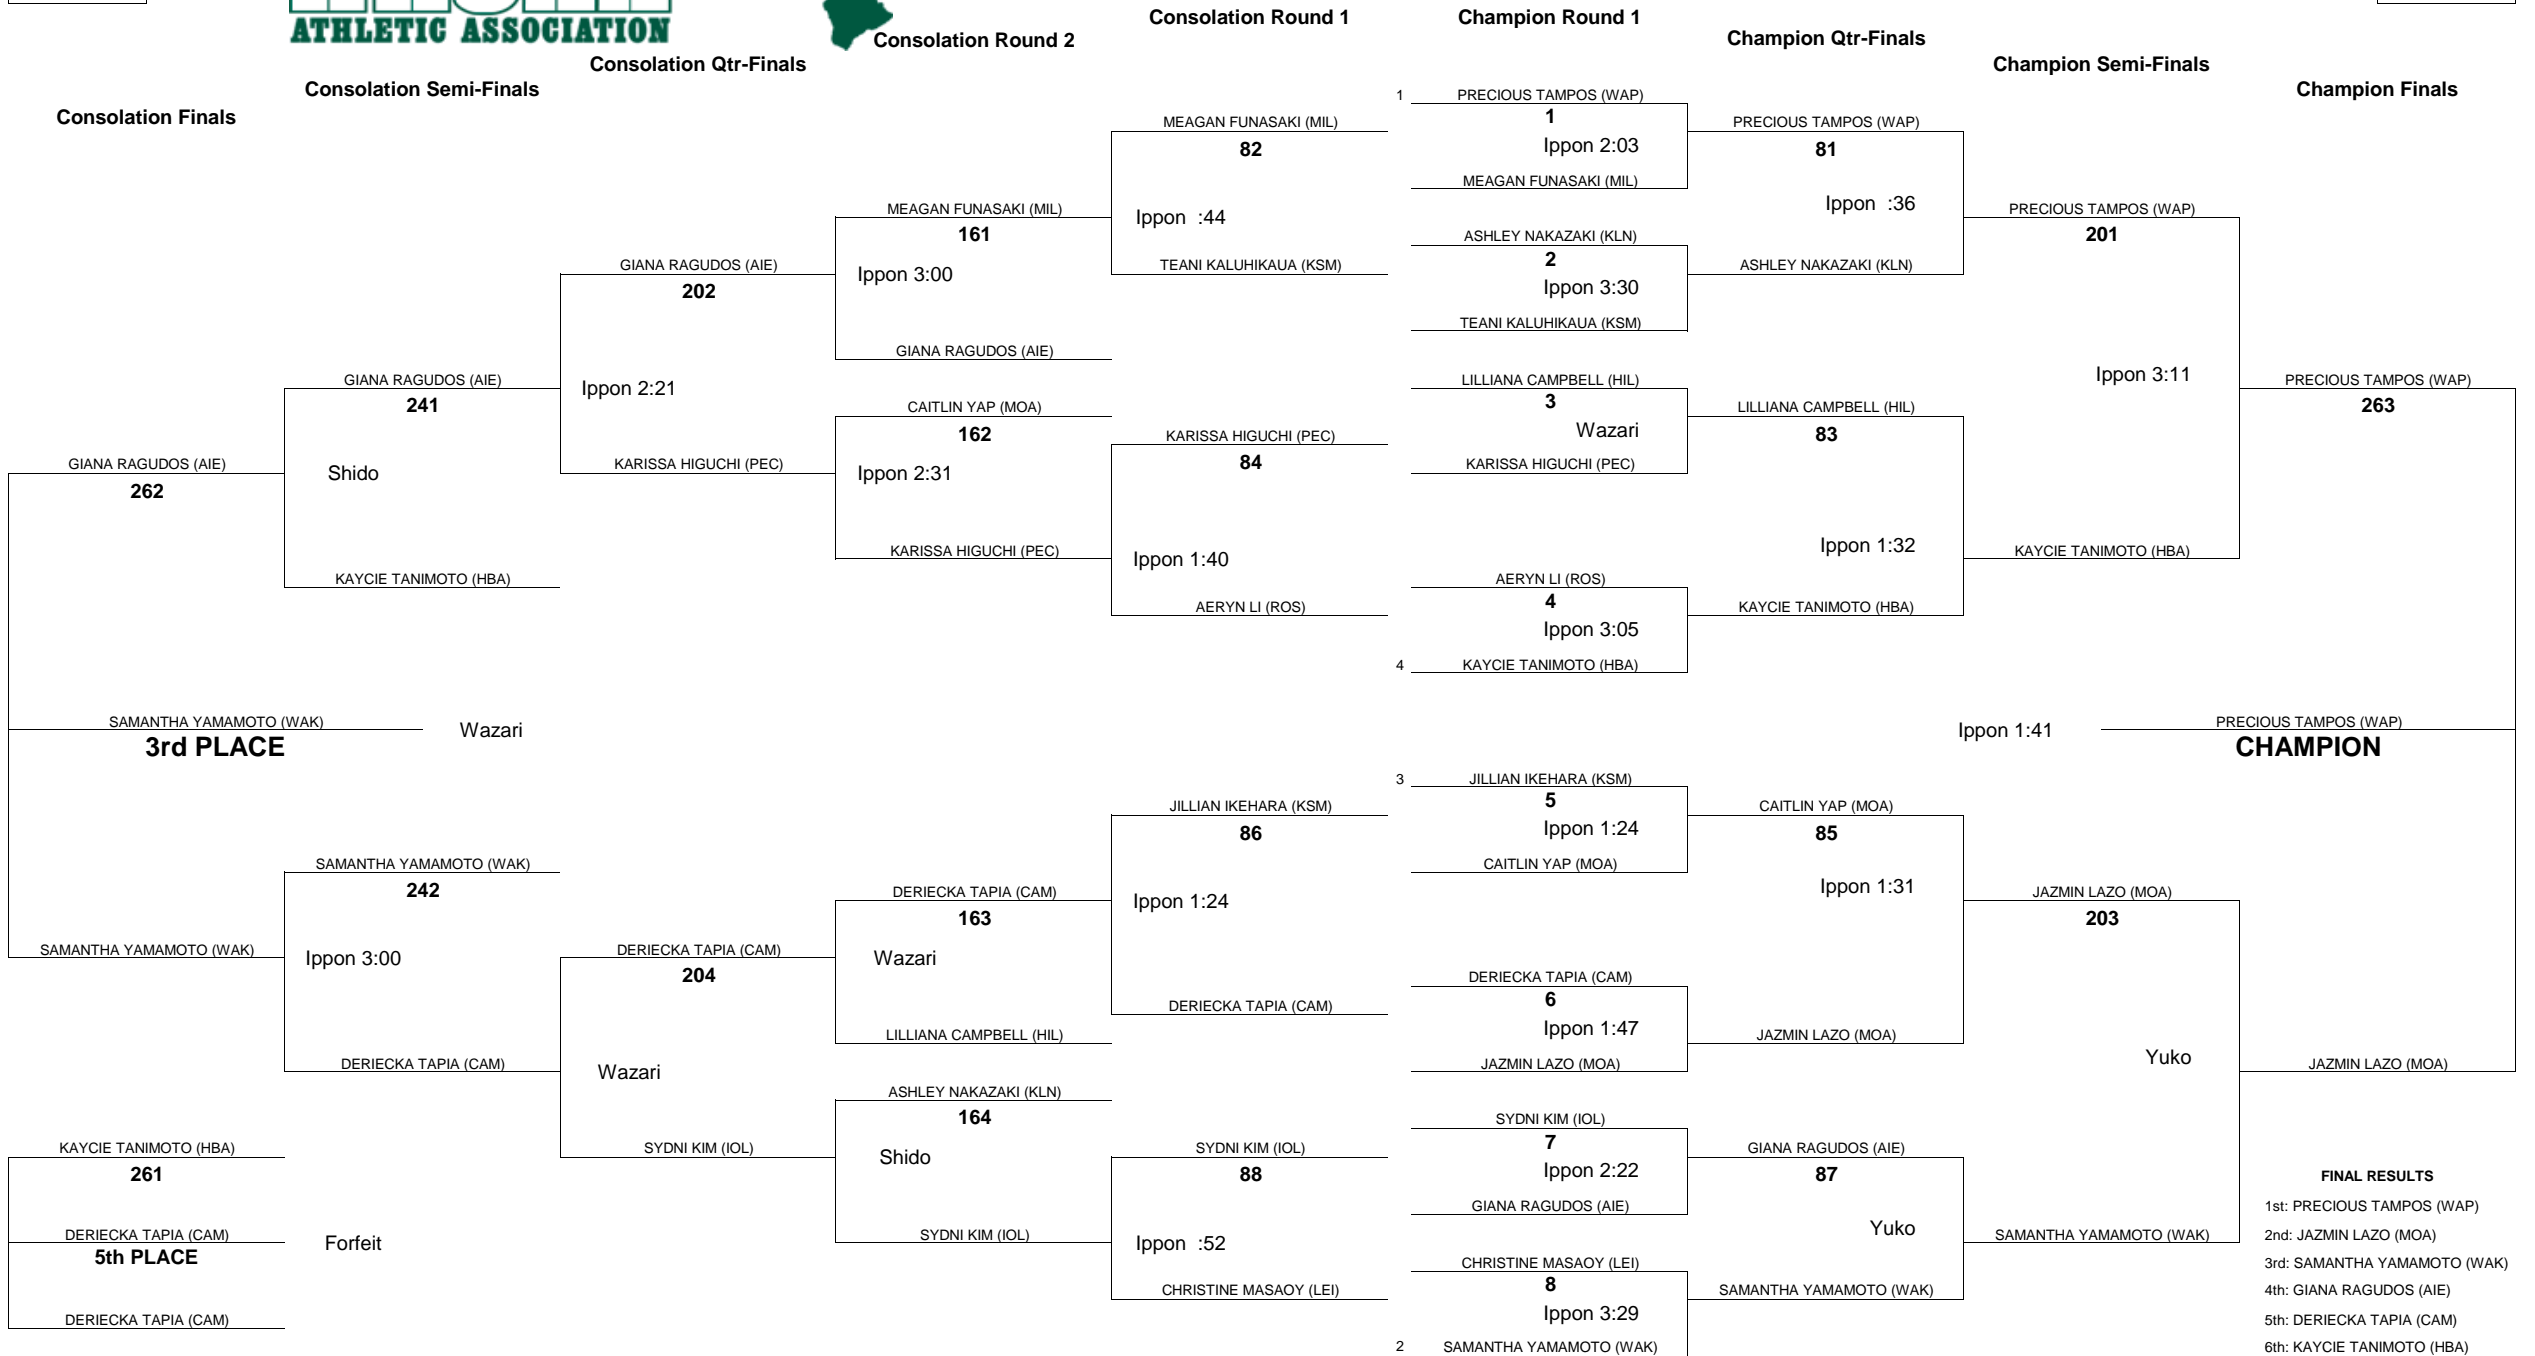 ATHLETIC ASSOCIATION
Consolation Finals
Consolation Semi-Finals
Consolation Qtr-Finals
Consolation Round 2
Consolation Round 1
Champion Round 1
Champion Qtr-Finals
Champion Semi-Finals
Champion Finals
GIANA RAGUDOS (AIE)
262
SAMANTHA YAMAMOTO (WAK)
3rd PLACE
Wazari
SAMANTHA YAMAMOTO (WAK)
KAYCIE TANIMOTO (HBA)
261
DERIECKA TAPIA (CAM)
5th PLACE
Forfeit
DERIECKA TAPIA (CAM)
GIANA RAGUDOS (AIE)
241
Shido
KAYCIE TANIMOTO (HBA)
SAMANTHA YAMAMOTO (WAK)
242
Ippon 3:00
DERIECKA TAPIA (CAM)
GIANA RAGUDOS (AIE)
202
Ippon 2:21
KARISSA HIGUCHI (PEC)
DERIECKA TAPIA (CAM)
204
Wazari
SYDNI KIM (IOL)
MEAGAN FUNASAKI (MIL)
161
Ippon 3:00
GIANA RAGUDOS (AIE)
CAITLIN YAP (MOA)
162
Ippon 2:31
KARISSA HIGUCHI (PEC)
DERIECKA TAPIA (CAM)
163
Wazari
LILLIANA CAMPBELL (HIL)
ASHLEY NAKAZAKI (KLN)
164
Shido
SYDNI KIM (IOL)
MEAGAN FUNASAKI (MIL)
82
Ippon :44
TEANI KALUHIKAUA (KSM)
KARISSA HIGUCHI (PEC)
84
Ippon 1:40
AERYN LI (ROS)
JILLIAN IKEHARA (KSM)
86
Ippon 1:24
DERIECKA TAPIA (CAM)
SYDNI KIM (IOL)
88
Ippon :52
CHRISTINE MASAOY (LEI)
1 PRECIOUS TAMPOS (WAP)
1
Ippon 2:03
MEAGAN FUNASAKI (MIL)
ASHLEY NAKAZAKI (KLN)
2
Ippon 3:30
TEANI KALUHIKAUA (KSM)
LILLIANA CAMPBELL (HIL)
3
Wazari
KARISSA HIGUCHI (PEC)
AERYN LI (ROS)
4
Ippon 3:05
4 KAYCIE TANIMOTO (HBA)
3 JILLIAN IKEHARA (KSM)
5
Ippon 1:24
CAITLIN YAP (MOA)
DERIECKA TAPIA (CAM)
6
Ippon 1:47
JAZMIN LAZO (MOA)
SYDNI KIM (IOL)
7
Ippon 2:22
GIANA RAGUDOS (AIE)
CHRISTINE MASAOY (LEI)
8
Ippon 3:29
2 SAMANTHA YAMAMOTO (WAK)
PRECIOUS TAMPOS (WAP)
81
Ippon :36
ASHLEY NAKAZAKI (KLN)
LILLIANA CAMPBELL (HIL)
83
Ippon 1:32
KAYCIE TANIMOTO (HBA)
CAITLIN YAP (MOA)
85
Ippon 1:31
JAZMIN LAZO (MOA)
GIANA RAGUDOS (AIE)
87
Yuko
SAMANTHA YAMAMOTO (WAK)
PRECIOUS TAMPOS (WAP)
201
Ippon 3:11
KAYCIE TANIMOTO (HBA)
JAZMIN LAZO (MOA)
203
Yuko
SAMANTHA YAMAMOTO (WAK)
PRECIOUS TAMPOS (WAP)
263
Ippon 1:41
PRECIOUS TAMPOS (WAP)
CHAMPION
JAZMIN LAZO (MOA)
FINAL RESULTS
1st: PRECIOUS TAMPOS (WAP)
2nd: JAZMIN LAZO (MOA)
3rd: SAMANTHA YAMAMOTO (WAK)
4th: GIANA RAGUDOS (AIE)
5th: DERIECKA TAPIA (CAM)
6th: KAYCIE TANIMOTO (HBA)